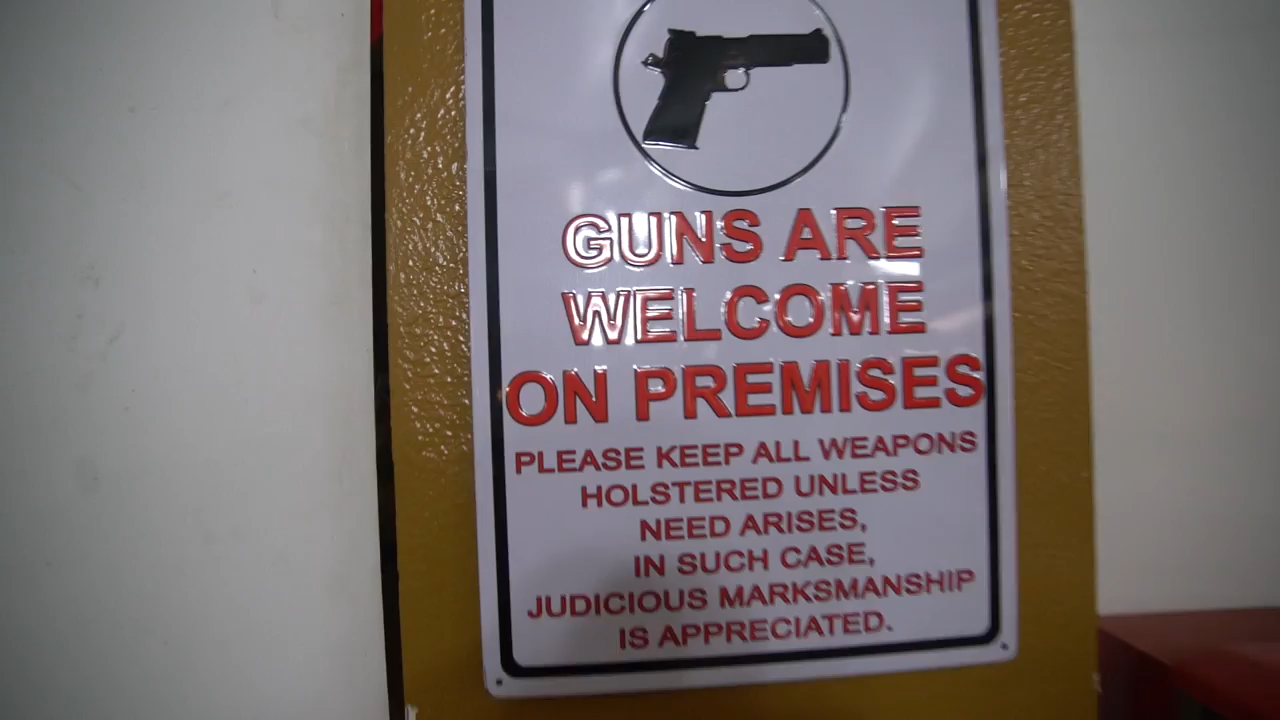 GUNS ARE
WELCOME
ON PREMISES
PLEASE KEEP ALL WEAPONS
HOLSTERED UNLESS
NEED ARISES,
IN SUCH CASE,
JUDICIOUS MARKSMANSHIP
IS APPRECIATED.